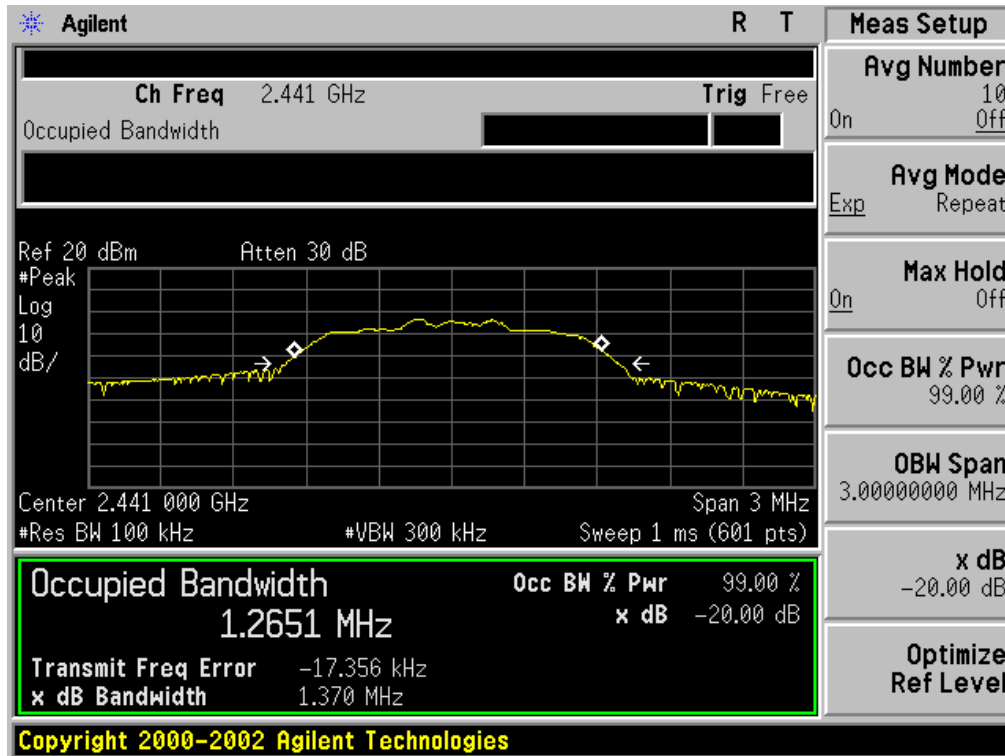 Agilent R T
Ch Freq 2.441 GHz Trig Free
Occupied Bandwidth
Ref 20 dBm Atten 30 dB
#Peak
Log
10
dB/
Center 2.441 000 GHz Span 3 MHz
#Res BW 100 kHz #VBW 300 kHz Sweep 1 ms (601 pts)
Occupied Bandwidth Occ BW % Pwr 99.00 %
1.2651 MHz x dB -20.00 dB
Transmit Freq Error -17.356 kHz
x dB Bandwidth 1.370 MHz
Meas Setup
Avg Number
10
On Off
Avg Mode
Exp Repeat
Max Hold
On Off
Occ BW % Pwr
99.00 %
OBW Span
3.00000000 MHz
x dB
-20.00 dB
Optimize
Ref Level
Copyright 2000-2002 Agilent Technologies